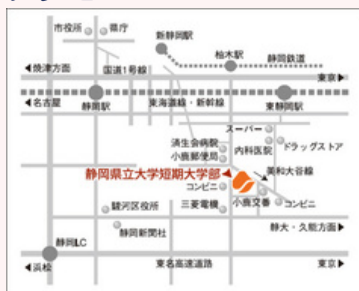 市役所
県庁
新静岡駅
柚木駅
静岡鉄道
◀焼津方面
国道1号線
東京▶
◀名古屋
静岡駅
東海道線・新幹線
東静岡駅
スーパー
済生会病院
内科医院
ドラッグストア
小鹿郵便局
美和大谷線
静岡県立大学短期大学部
コンビニ
駿河区役所
三菱電機
小鹿交番
コンビニ
静岡新聞社
静大・久能方面▶
静岡I.C
◀浜松
東名高速道路
東京▶